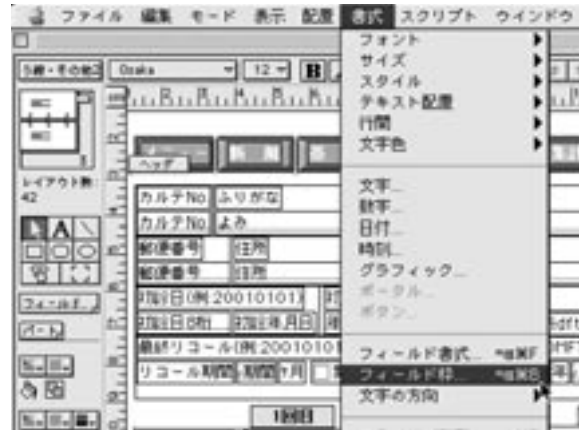 ファイル 編集 モード 表示 配置 書式 スクリプト ウインドウ
フォント
サイズ
スタイル
テキスト配置
行間
文字色
文字...
数字...
日付...
時刻...
グラフィック...
ポータル...
ボタン...
フィールド書式... ⌥⌘F
フィールド枠... ⌥⌘B
文字の方向
Osaka 12 B
レイアウト数:
42
フィールド
パート
ヘッダ
カルテNo ふりがな
カルテNo よみ
郵便番号 住所
郵便番号 住所
初診日(例:20010101)
初診日8桁 初診年月日
最終リコール(例:20010101
リコール期間 期間ヶ月
1回目